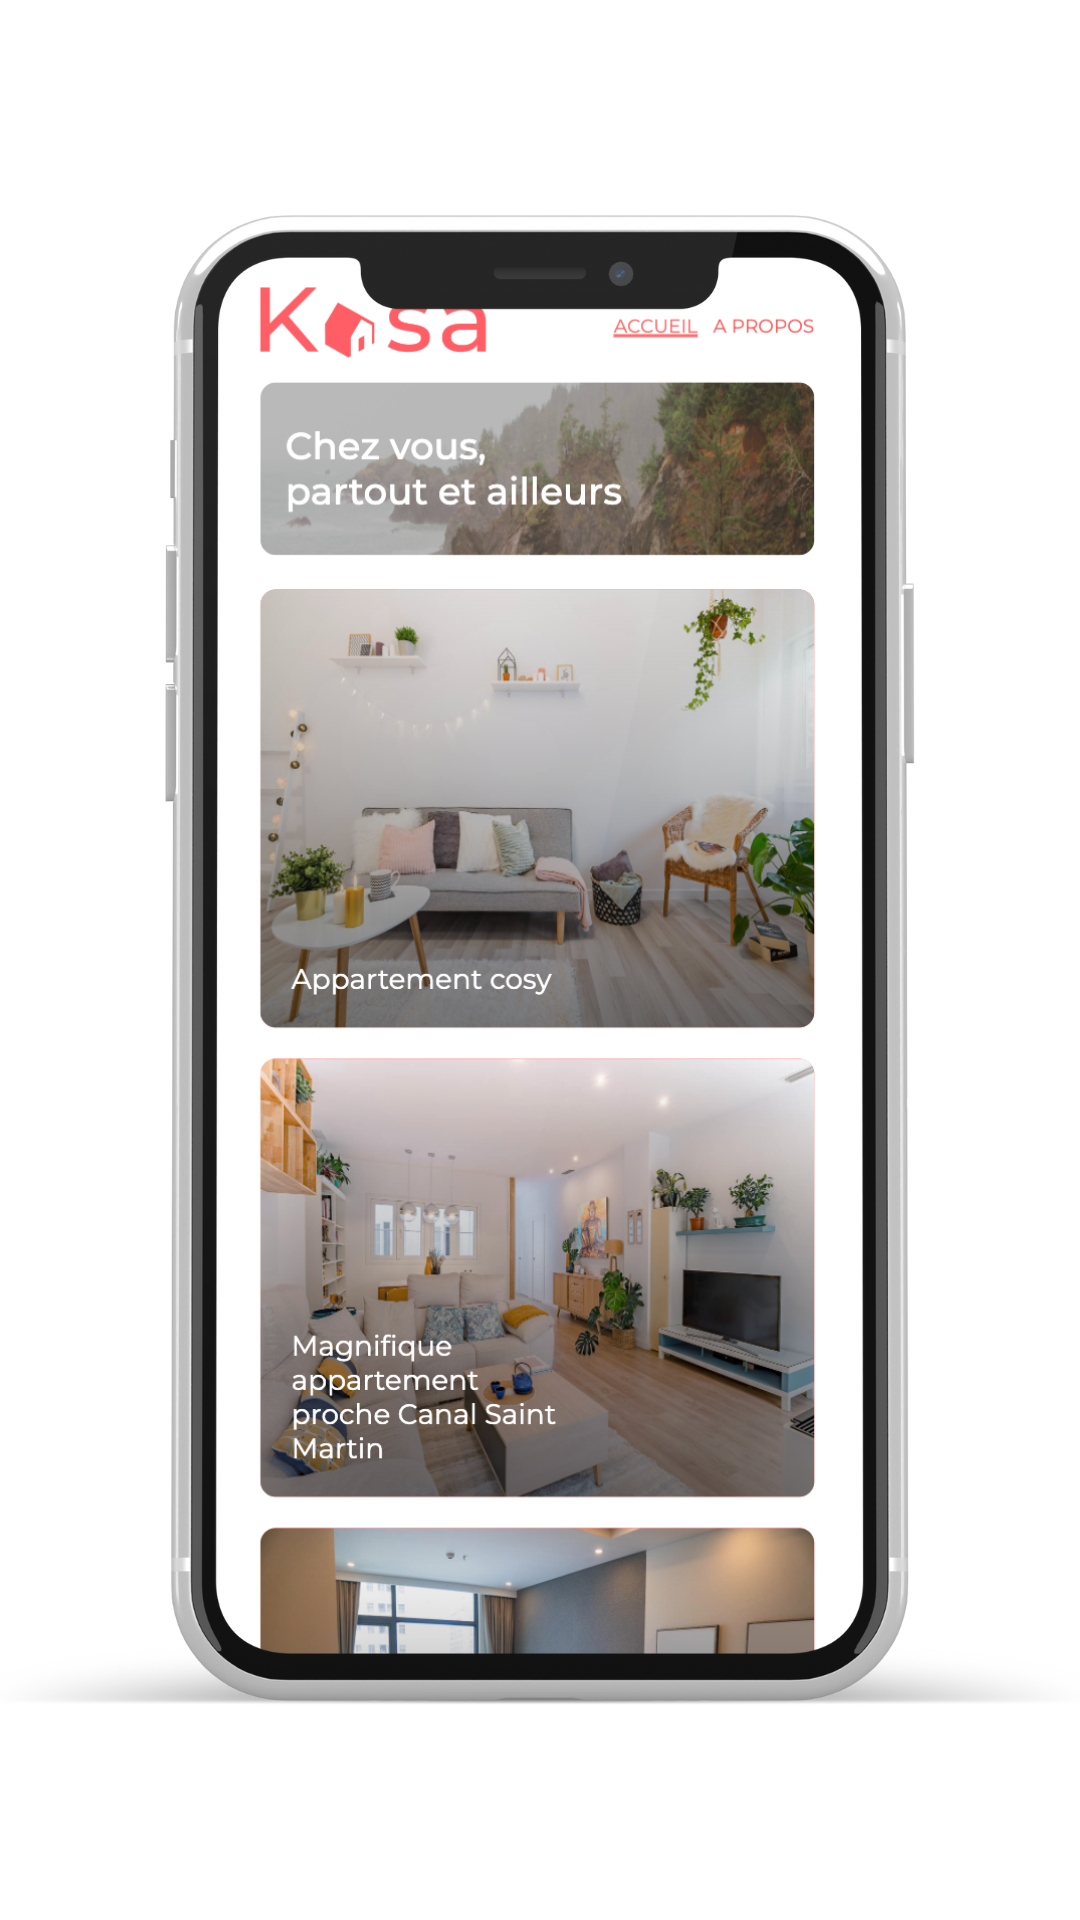 Kasa
ACCUEIL A PROPOS
Chez vous,
partout et ailleurs
Appartement cosy
Magnifique
appartement
proche Canal Saint
Martin